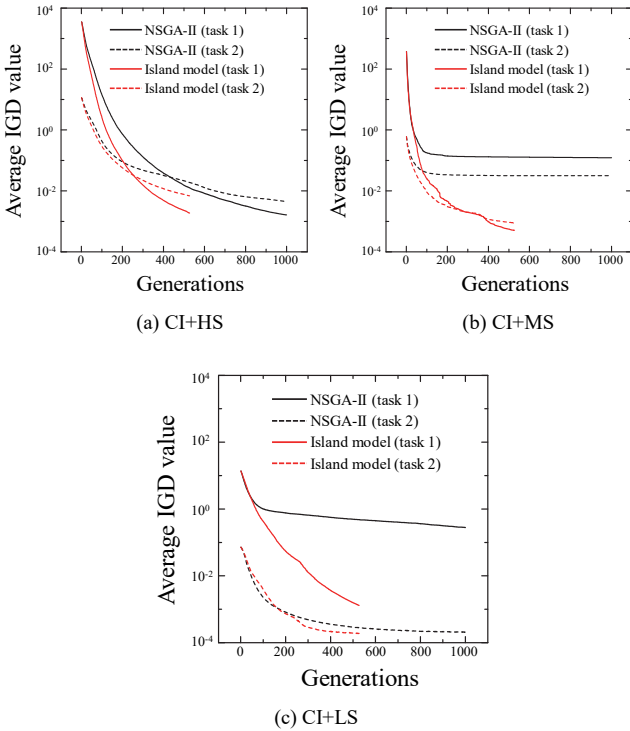 NSGA-II (task 1)
NSGA-II (task 2)
Island model (task 1)
Island model (task 2)
Average IGD value
10^4
10^2
10^0
10^-2
10^-4
0 200 400 600 800 1000
Generations
(a) CI+HS
NSGA-II (task 1)
NSGA-II (task 2)
Island model (task 1)
Island model (task 2)
Average IGD value
10^4
10^2
10^0
10^-2
10^-4
0 200 400 600 800 1000
Generations
(b) CI+MS
NSGA-II (task 1)
NSGA-II (task 2)
Island model (task 1)
Island model (task 2)
Average IGD value
10^4
10^2
10^0
10^-2
10^-4
0 200 400 600 800 1000
Generations
(c) CI+LS